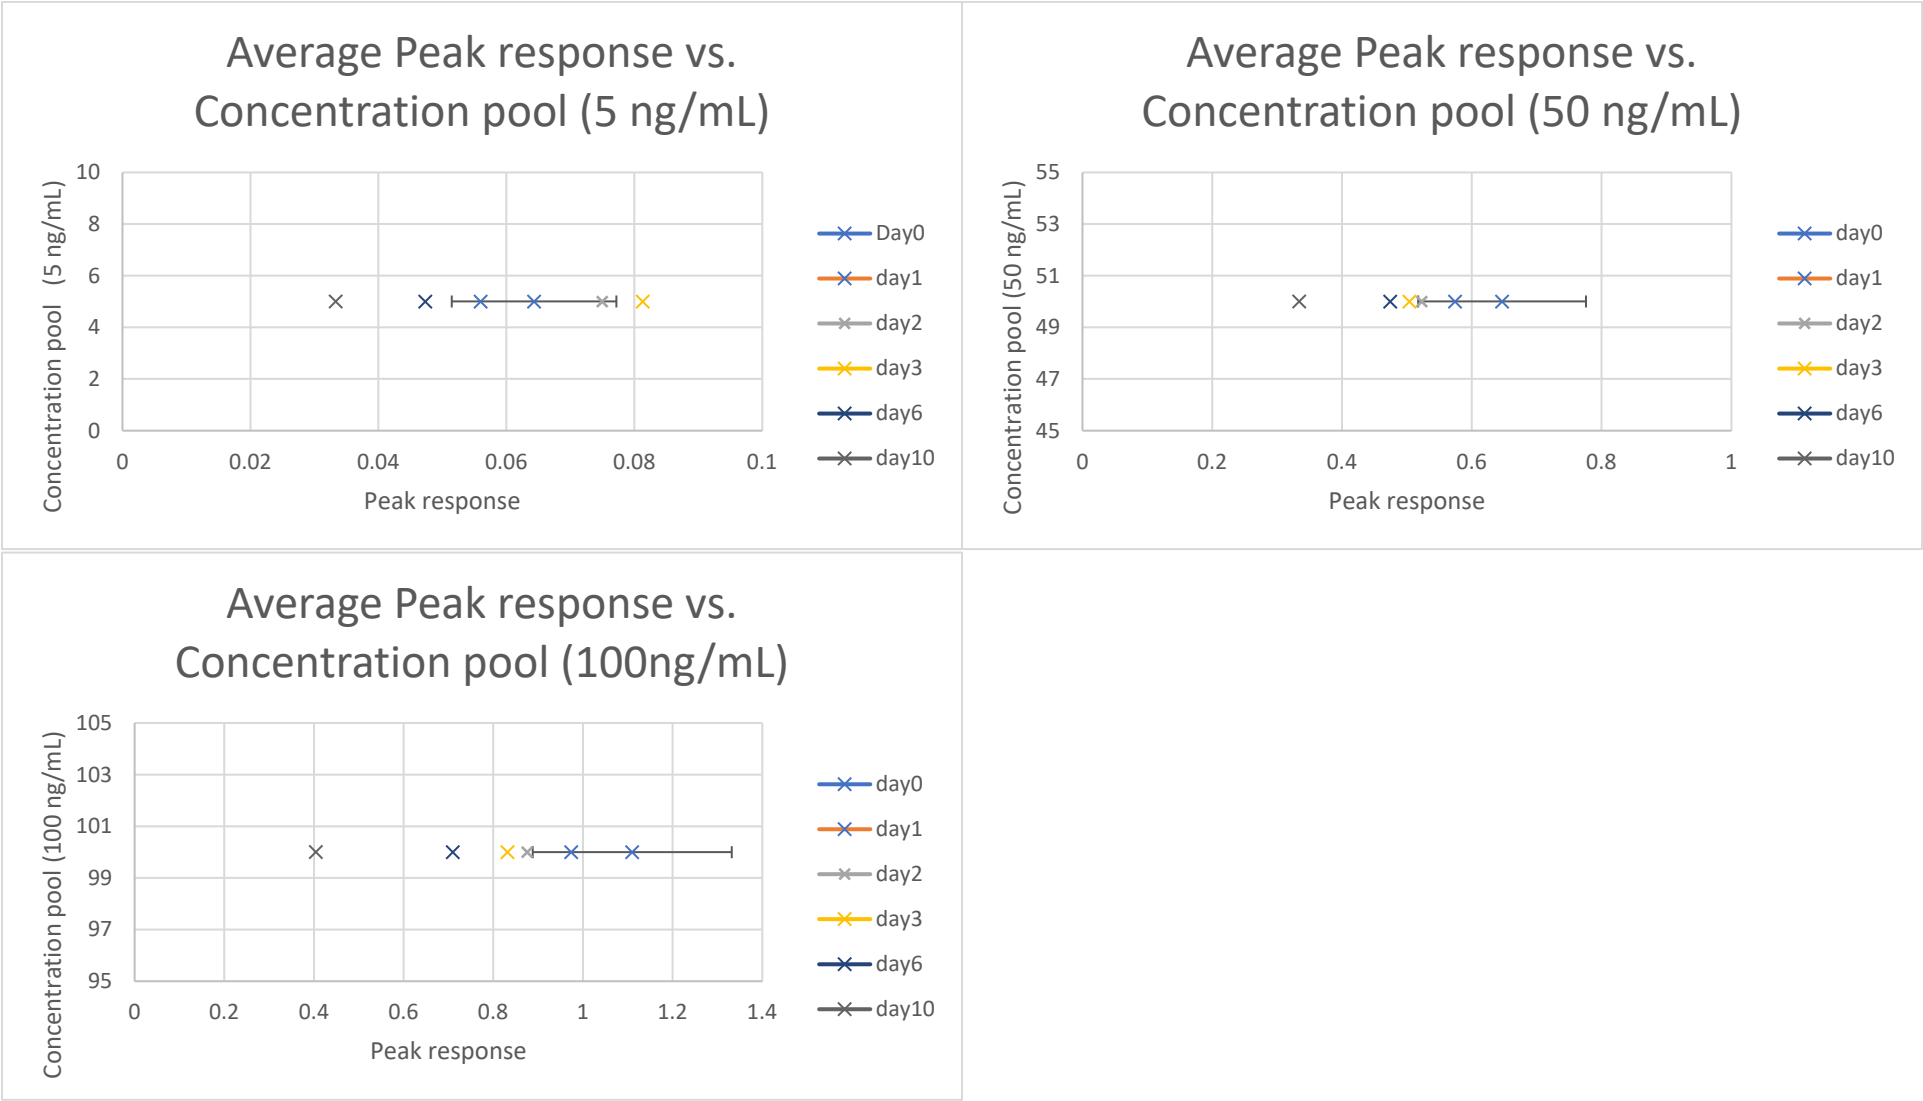 Average Peak response vs.
Concentration pool (5 ng/mL)
Concentration pool  (5 ng/mL)
10
8
6
4
2
0
0 0.02 0.04 0.06 0.08 0.1
Peak response
Day0
day1
day2
day3
day6
day10
Average Peak response vs.
Concentration pool (50 ng/mL)
Concentration pool (50 ng/mL)
55
53
51
49
47
45
0 0.2 0.4 0.6 0.8 1
Peak response
day0
day1
day2
day3
day6
day10
Average Peak response vs.
Concentration pool (100ng/mL)
Concentration pool (100 ng/mL)
105
103
101
99
97
95
0 0.2 0.4 0.6 0.8 1 1.2 1.4
Peak response
day0
day1
day2
day3
day6
day10